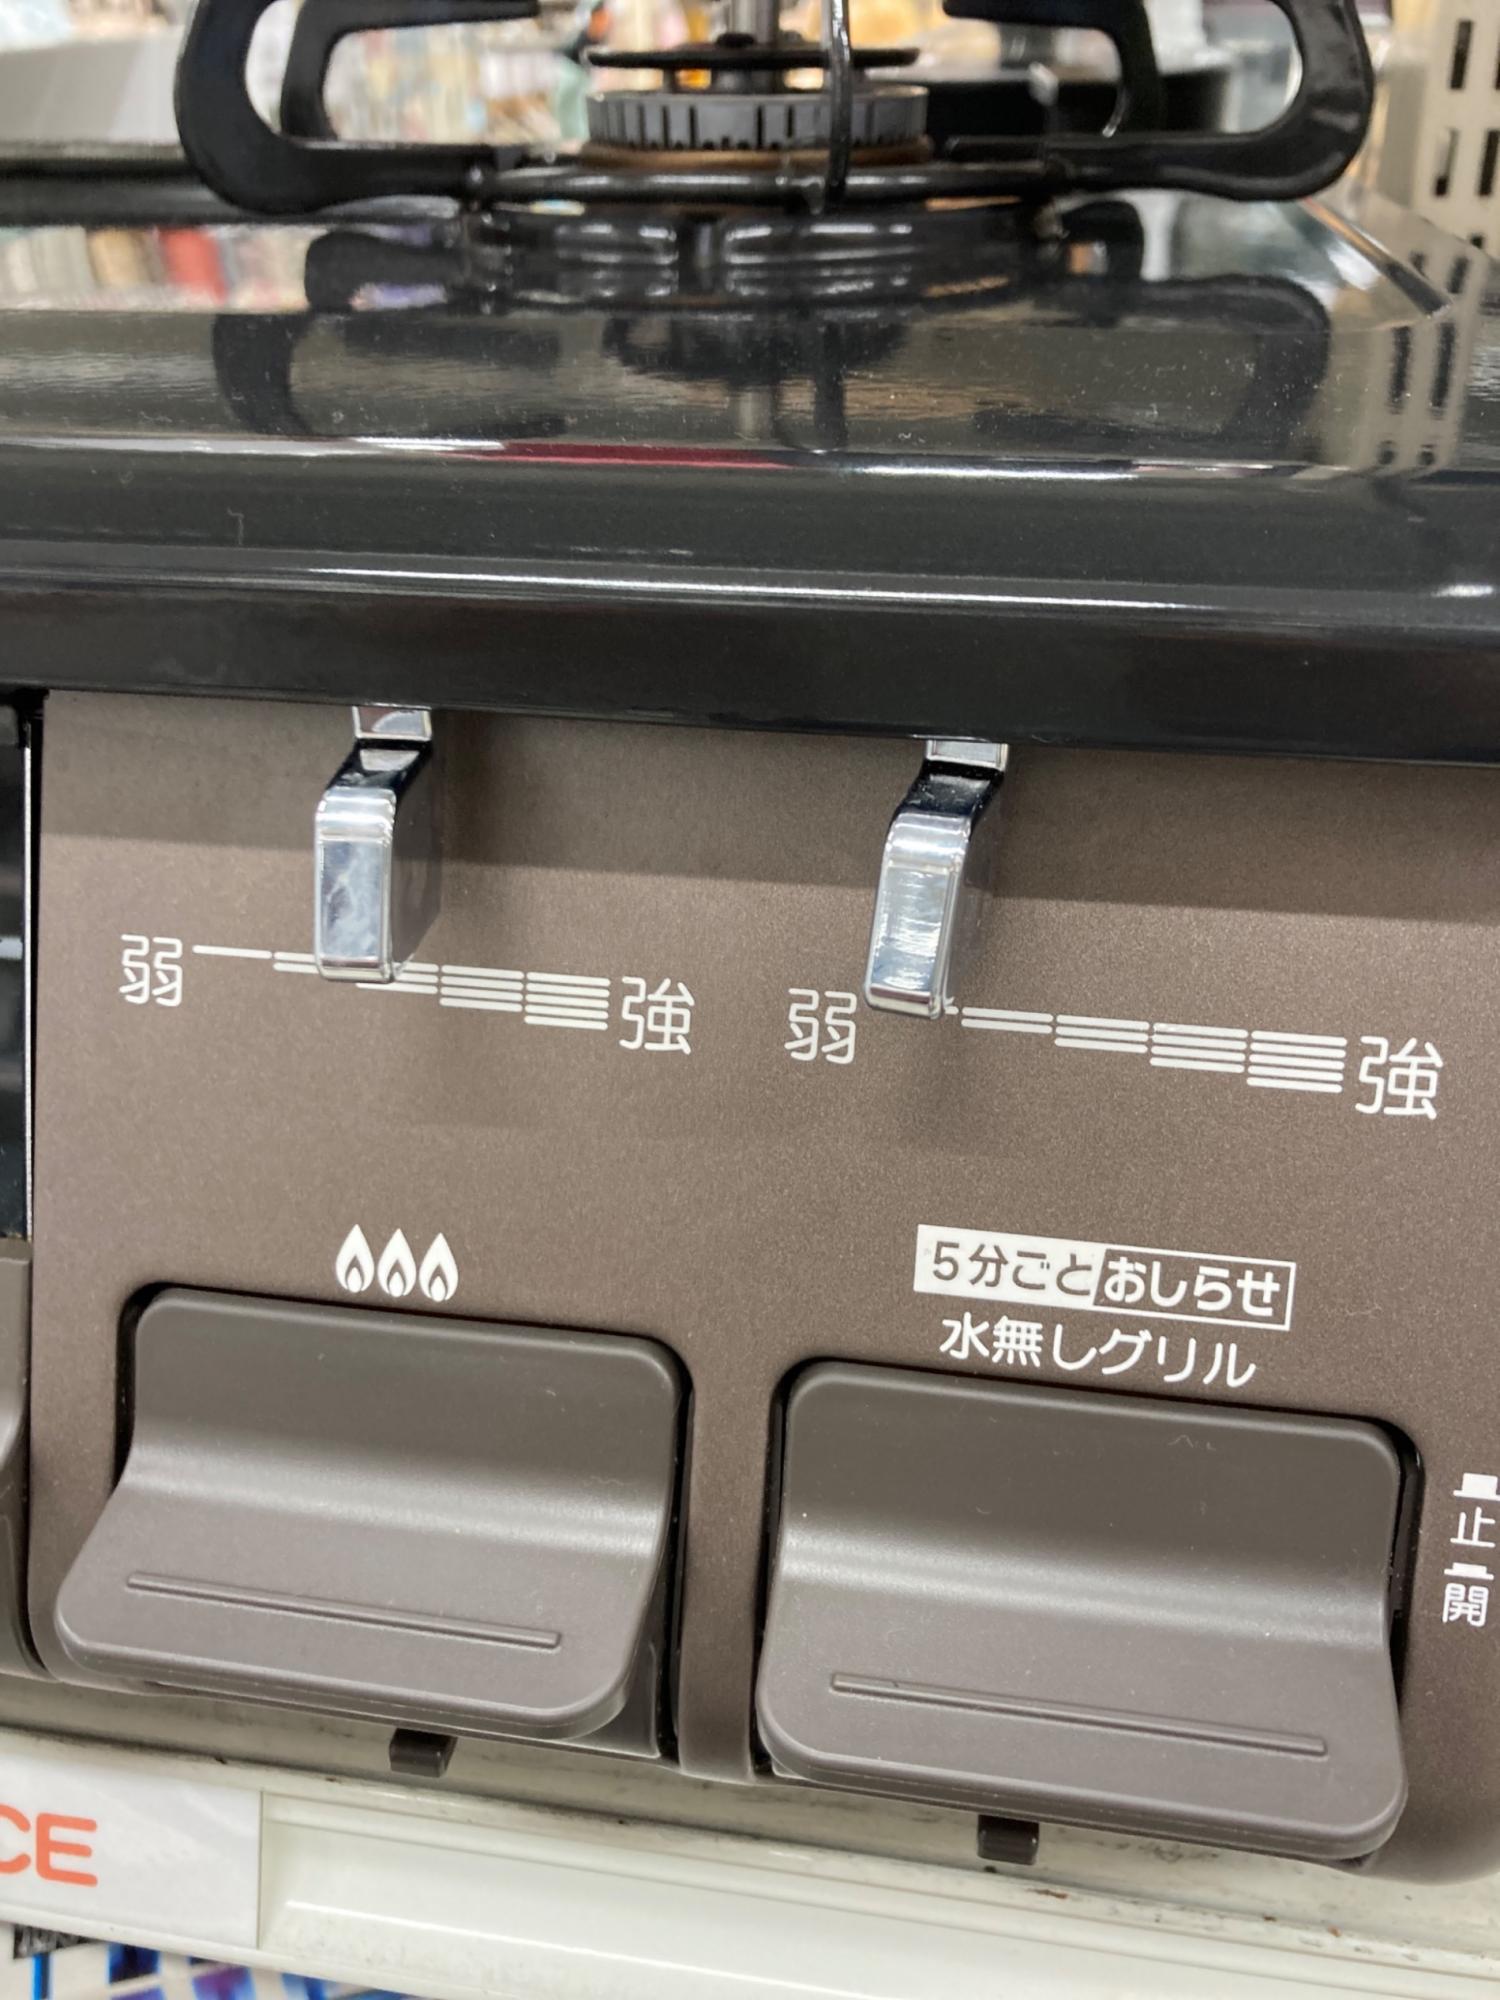 弱 強
弱 強
5分ごとおしらせ
水無しグリル
止
開
CE